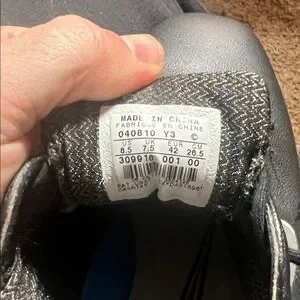 MADE IN CHINA
FABRIQUE EN CHINE
040810 Y3 ©
US UK EUR CM
8.5 7.5 42 26.5
309916 001 00